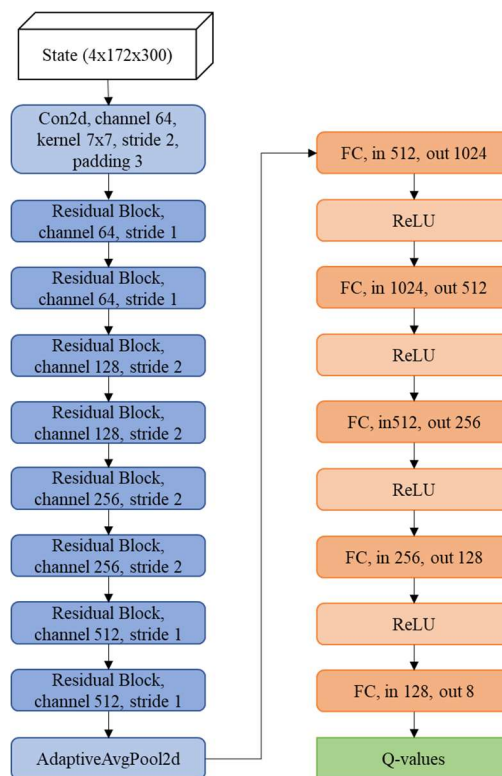 State (4x172x300)
Con2d, channel 64,
kernel 7x7, stride 2,
padding 3
Residual Block,
channel 64, stride 1
Residual Block,
channel 64, stride 1
Residual Block,
channel 128, stride 2
Residual Block,
channel 128, stride 2
Residual Block,
channel 256, stride 2
Residual Block,
channel 256, stride 2
Residual Block,
channel 512, stride 1
Residual Block,
channel 512, stride 1
AdaptiveAvgPool2d
FC, in 512, out 1024
ReLU
FC, in 1024, out 512
ReLU
FC, in512, out 256
ReLU
FC, in 256, out 128
ReLU
FC, in 128, out 8
Q-values